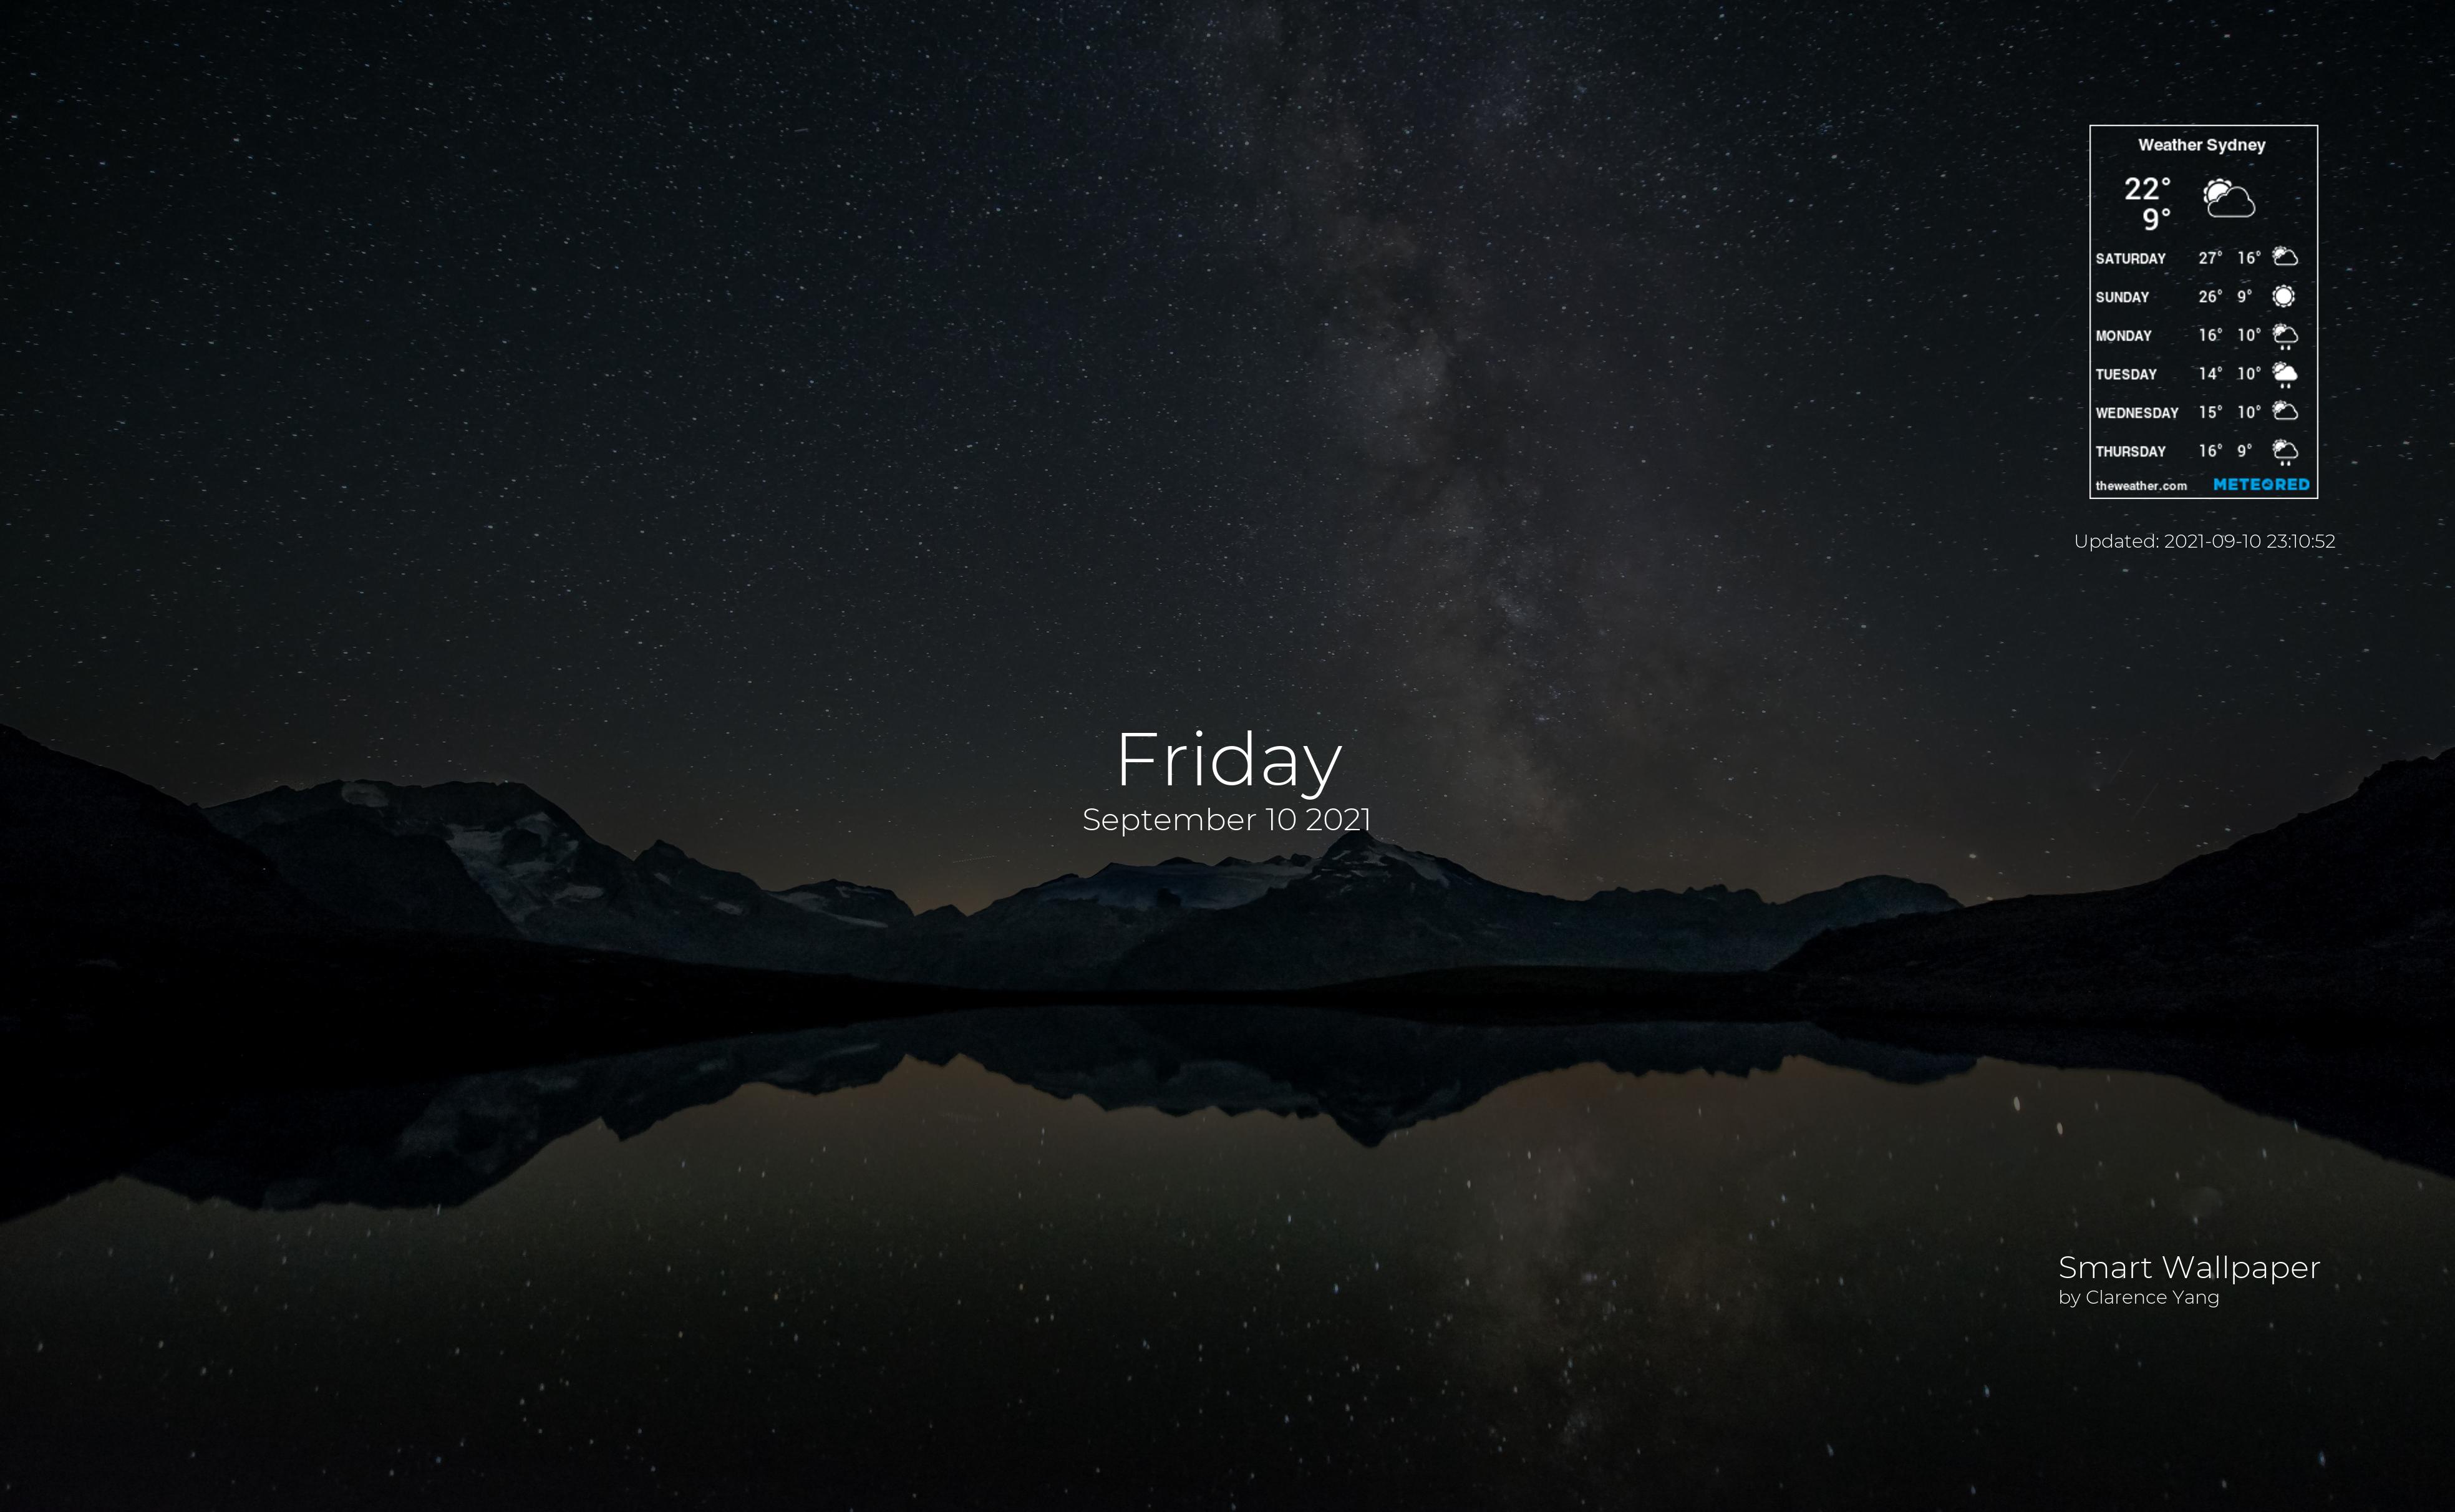 Weather Sydney
22°
9°
SATURDAY 27° 16°
SUNDAY 26° 9°
MONDAY 16° 10°
TUESDAY 14° 10°
WEDNESDAY 15° 10°
THURSDAY 16° 9°
theweather.com METEORED
Updated: 2021-09-10 23:10:52
Friday
September 10 2021
Smart Wallpaper
by Clarence Yang